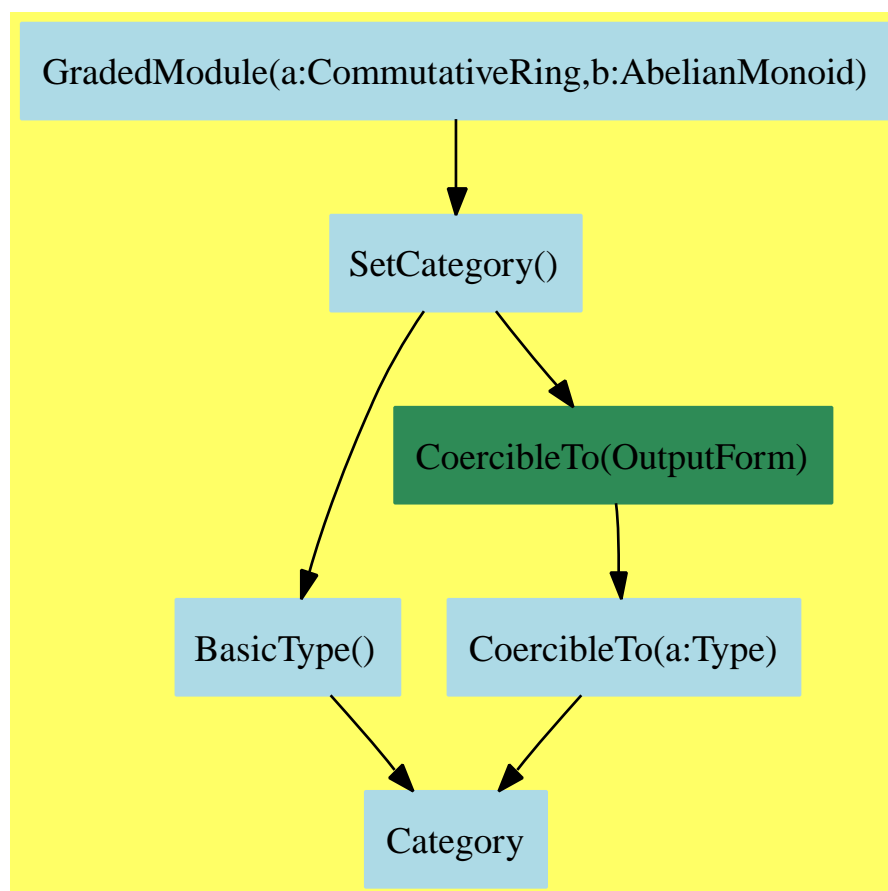 GradedModule(a:CommutativeRing,b:AbelianMonoid)
SetCategory()
CoercibleTo(OutputForm)
BasicType()
CoercibleTo(a:Type)
Category